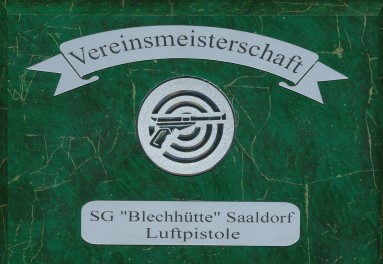 Vereinsmeisterschaft
SG "Blechhütte" Saaldorf
Luftpistole